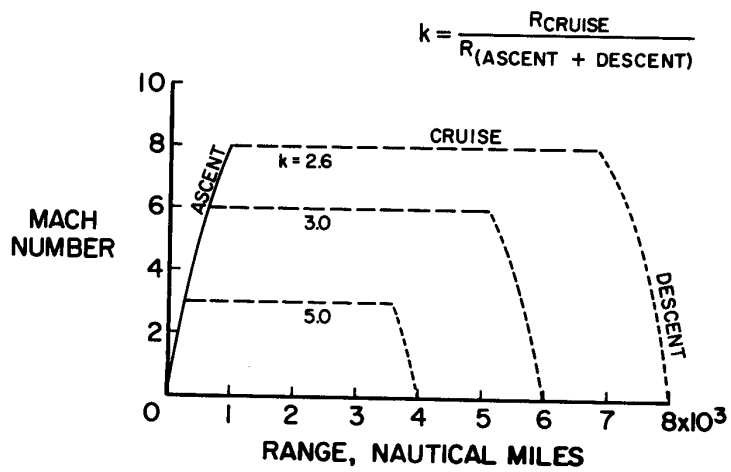 k = RCRUISE / R(ASCENT + DESCENT)
10
8
6
4
2
0
MACH
NUMBER
ASCENT
CRUISE
k = 2.6
3.0
5.0
DESCENT
1 2 3 4 5 6 7 8x10³
RANGE, NAUTICAL MILES